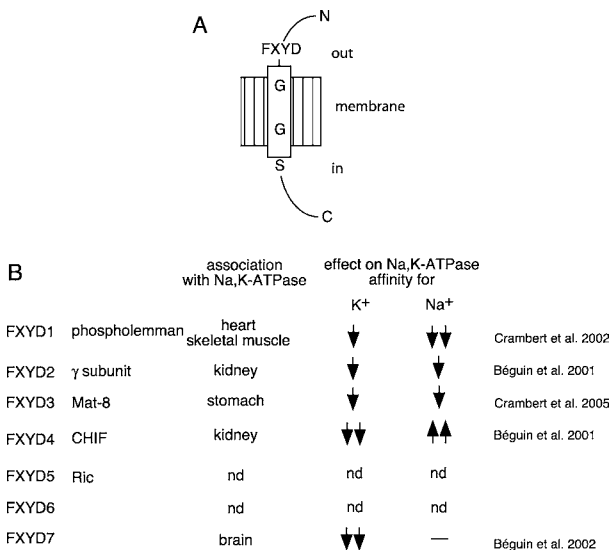 A
N
FXYD
out
G
membrane
G
S
in
C
B
association with Na,K-ATPase
effect on Na,K-ATPase affinity for
K+ Na+
FXYD1 phospholemman heart skeletal muscle Crambert et al. 2002
FXYD2 γ subunit kidney Béguin et al. 2001
FXYD3 Mat-8 stomach Crambert et al. 2005
FXYD4 CHIF kidney Béguin et al. 2001
FXYD5 Ric nd nd nd
FXYD6 nd nd nd
FXYD7 brain — Béguin et al. 2002